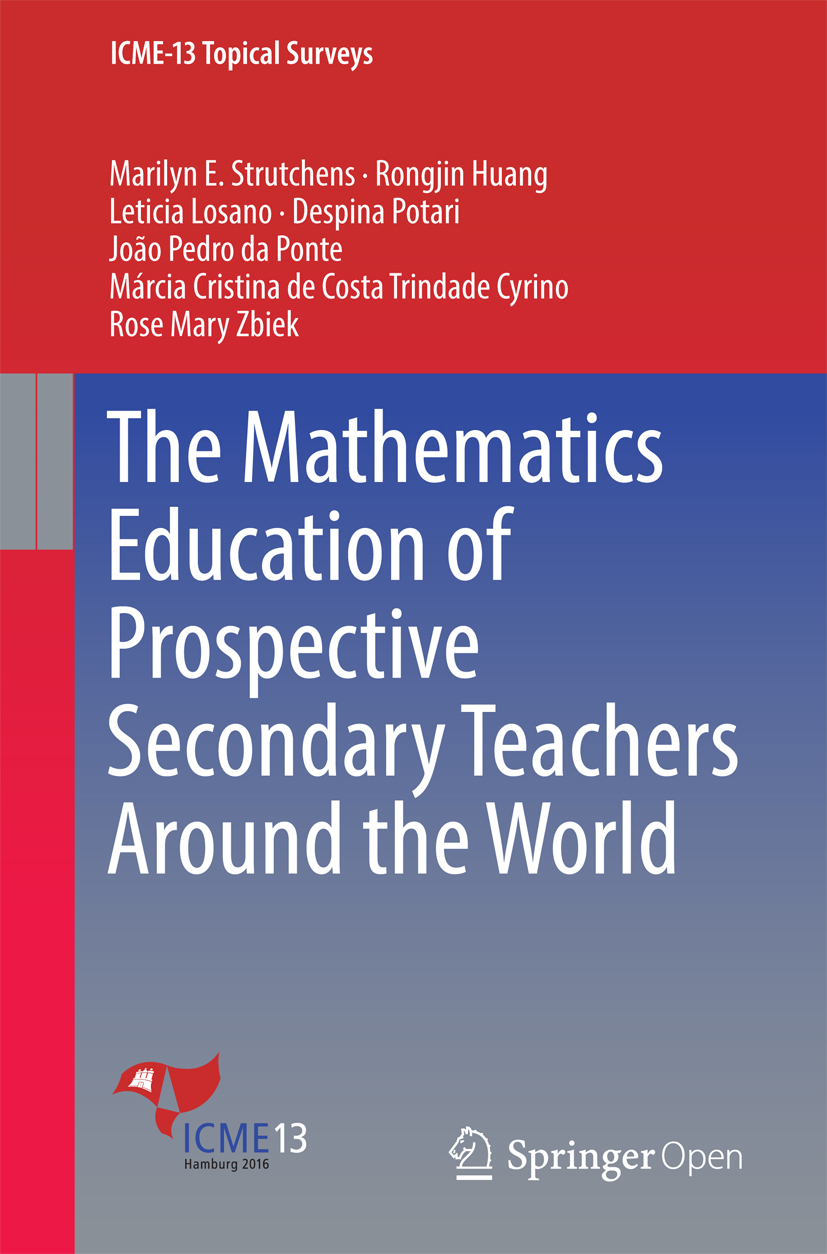 ICME-13 Topical Surveys
Marilyn E. Strutchens · Rongjin Huang
Leticia Losano · Despina Potari
João Pedro da Ponte
Márcia Cristina de Costa Trindade Cyrino
Rose Mary Zbiek
The Mathematics
Education of
Prospective
Secondary Teachers
Around the World
ICME 13
Hamburg 2016
Springer Open